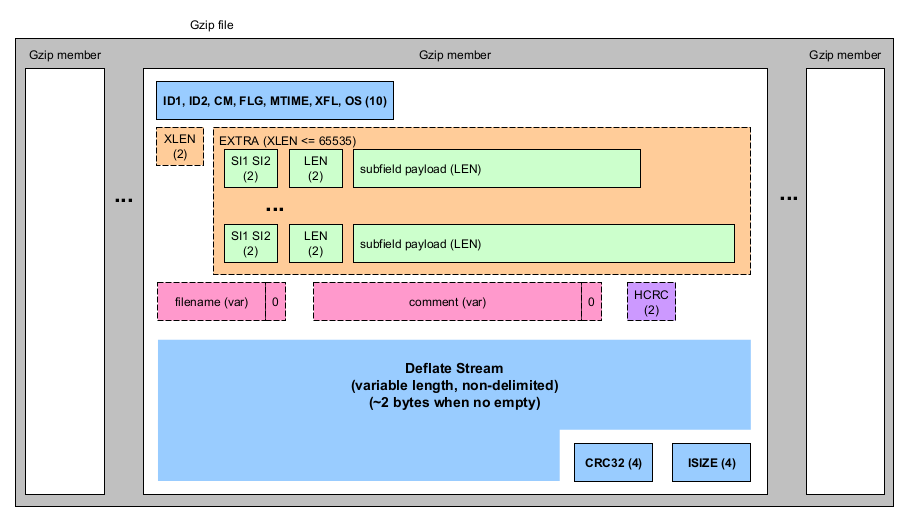 Gzip file
Gzip member
Gzip member
Gzip member
ID1, ID2, CM, FLG, MTIME, XFL, OS (10)
XLEN
(2)
EXTRA (XLEN <= 65535)
SI1 SI2
(2)
LEN
(2)
subfield payload (LEN)
...
...
...
SI1 SI2
(2)
LEN
(2)
subfield payload (LEN)
filename (var)
0
comment (var)
0
HCRC
(2)
Deflate Stream
(variable length, non-delimited)
(~2 bytes when no empty)
CRC32 (4)
ISIZE (4)